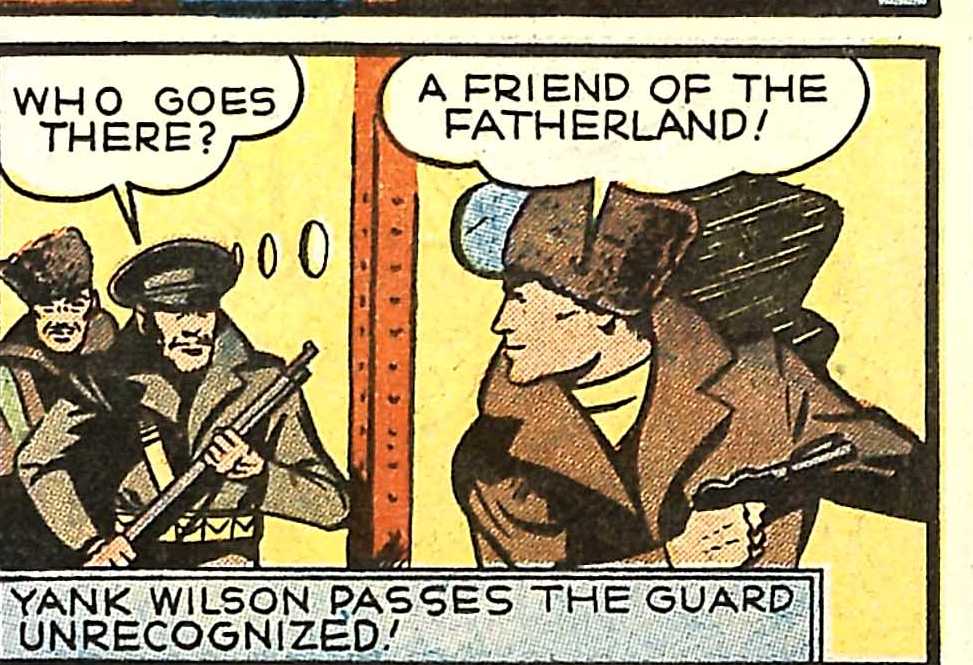 WHO GOES
THERE?
A FRIEND OF THE
FATHERLAND!
YANK WILSON PASSES THE GUARD
UNRECOGNIZED!